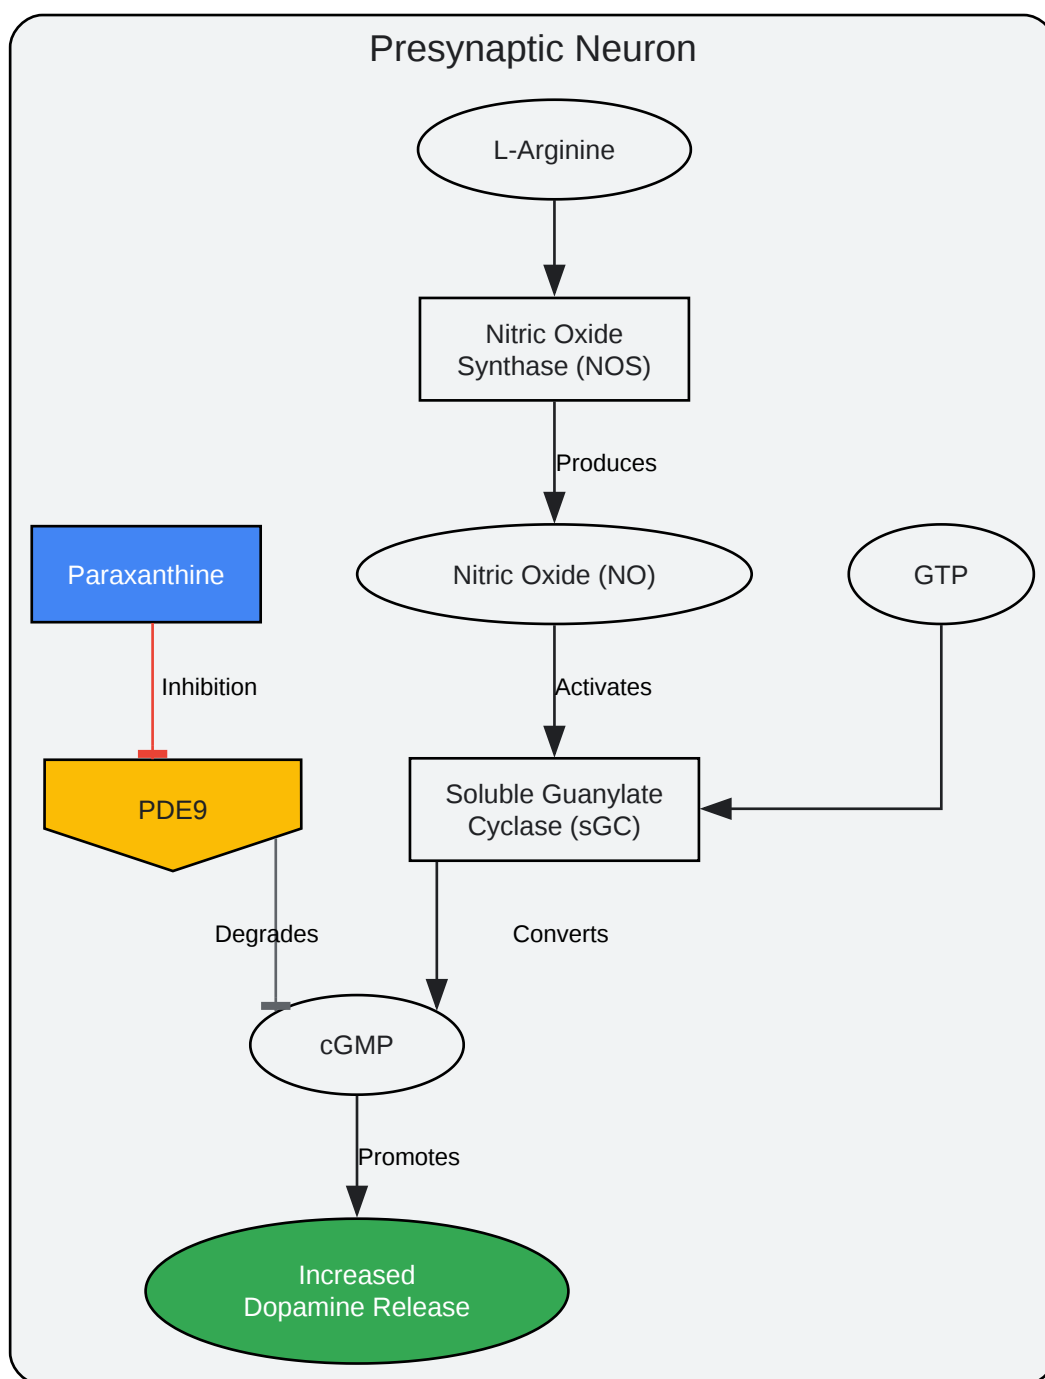 Presynaptic Neuron
L-Arginine
Nitric Oxide
Synthase (NOS)
Produces
Paraxanthine
Nitric Oxide (NO)
GTP
Inhibition
Activates
PDE9
Soluble Guanylate
Cyclase (sGC)
Degrades
Converts
cGMP
Promotes
Increased
Dopamine Release